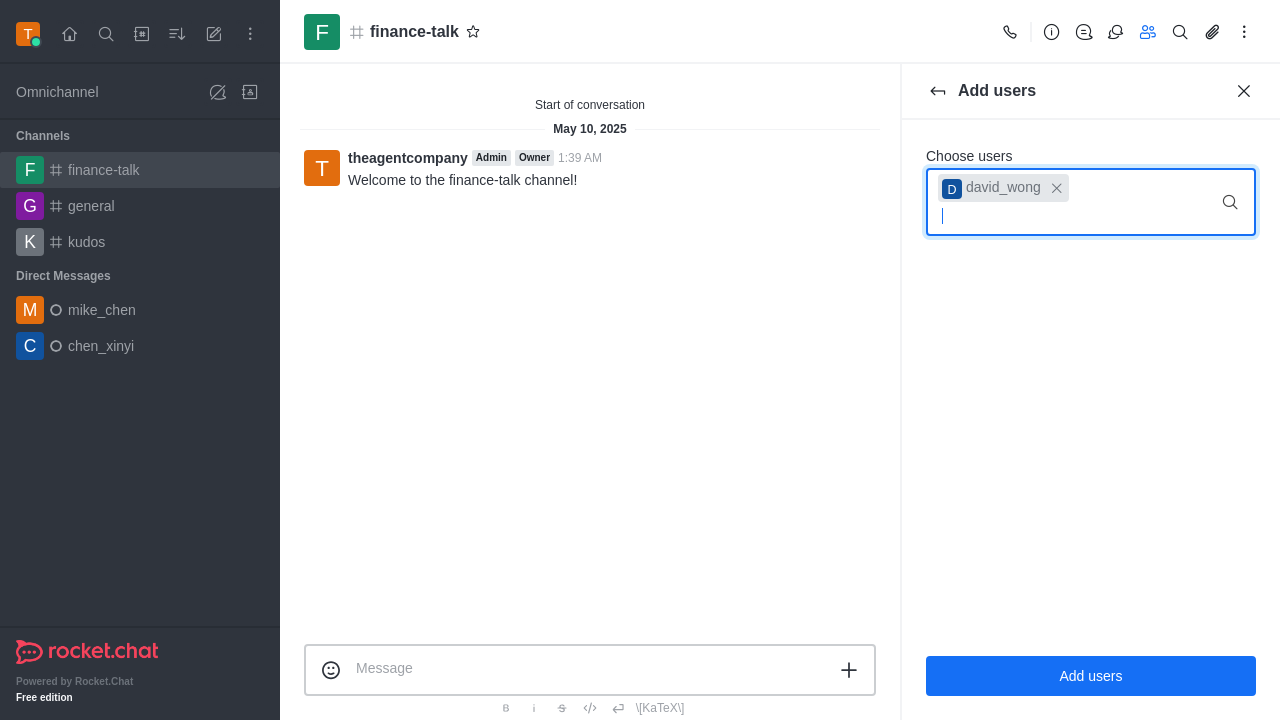 T
F
finance-talk
Add users
Omnichannel
Channels
F finance-talk
G general
K kudos
Direct Messages
M mike_chen
C chen_xinyi
rocket.chat
Powered by Rocket.Chat
Free edition
Start of conversation
May 10, 2025
T
theagentcompany Admin Owner 1:39 AM
Welcome to the finance-talk channel!
Message
B i S </> \[KaTeX\]
Choose users
D david_wong
Add users